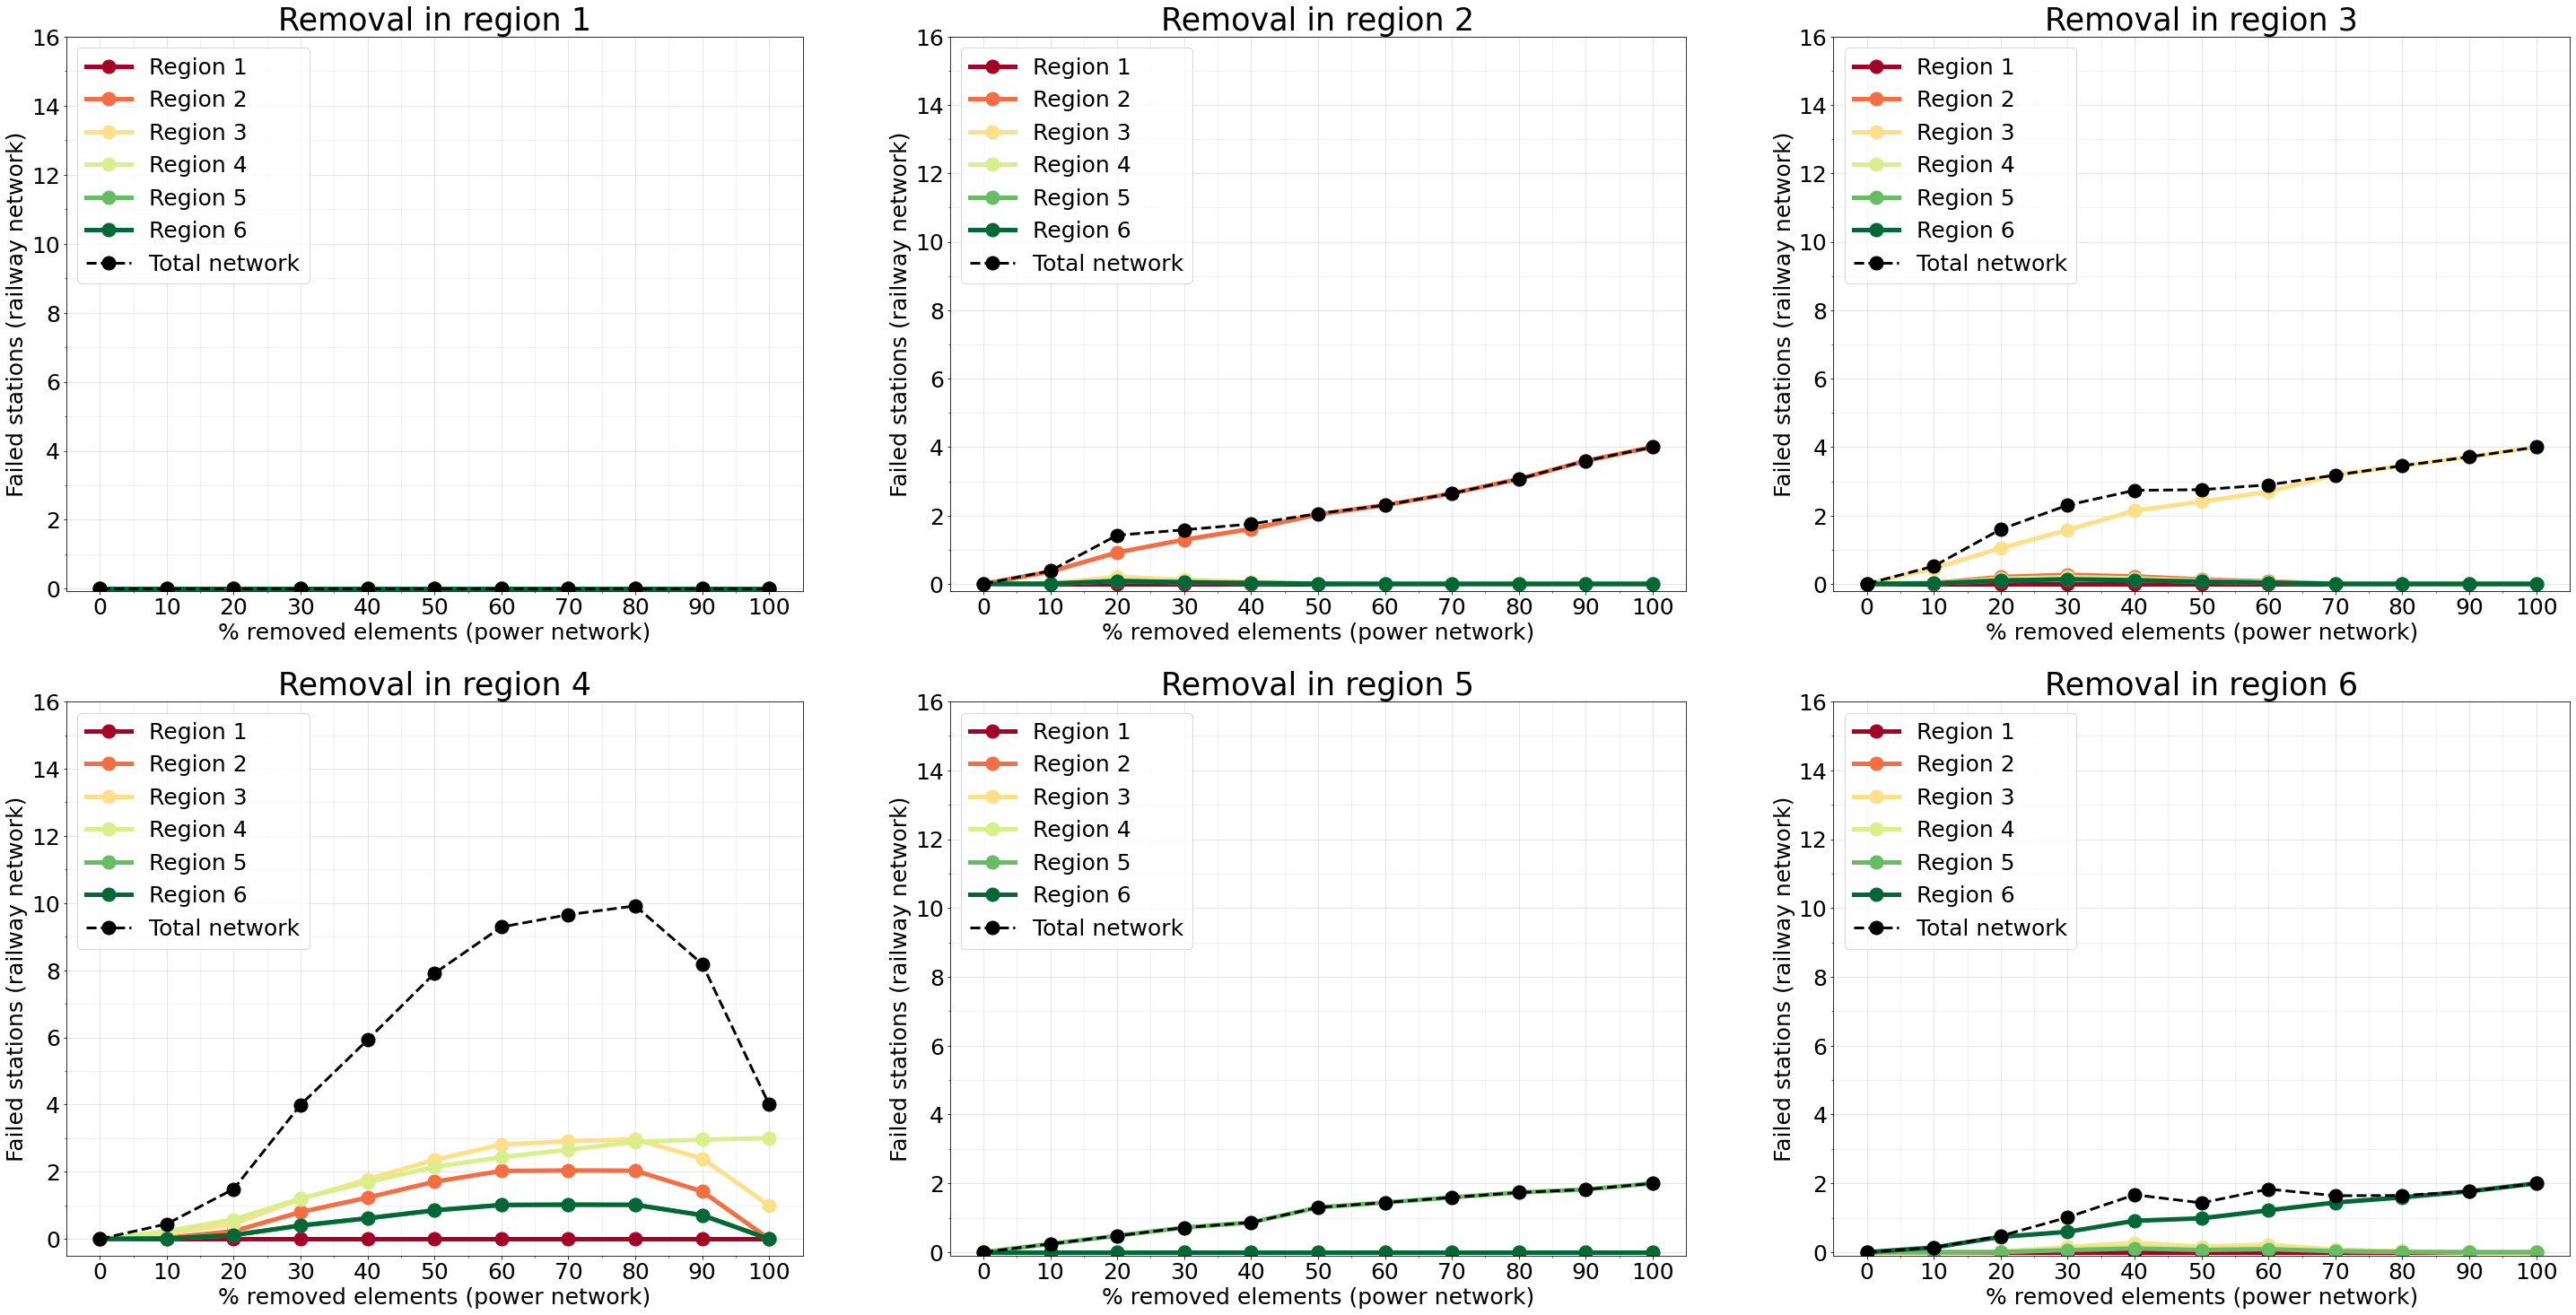 Removal in region 1
16
14
12
10
8
6
4
2
0
Failed stations (railway network)
Region 1
Region 2
Region 3
Region 4
Region 5
Region 6
Total network
0 10 20 30 40 50 60 70 80 90 100
% removed elements (power network)
Removal in region 2
16
14
12
10
8
6
4
2
0
Failed stations (railway network)
Region 1
Region 2
Region 3
Region 4
Region 5
Region 6
Total network
0 10 20 30 40 50 60 70 80 90 100
% removed elements (power network)
Removal in region 3
16
14
12
10
8
6
4
2
0
Failed stations (railway network)
Region 1
Region 2
Region 3
Region 4
Region 5
Region 6
Total network
0 10 20 30 40 50 60 70 80 90 100
% removed elements (power network)
Removal in region 4
16
14
12
10
8
6
4
2
0
Failed stations (railway network)
Region 1
Region 2
Region 3
Region 4
Region 5
Region 6
Total network
0 10 20 30 40 50 60 70 80 90 100
% removed elements (power network)
Removal in region 5
16
14
12
10
8
6
4
2
0
Failed stations (railway network)
Region 1
Region 2
Region 3
Region 4
Region 5
Region 6
Total network
0 10 20 30 40 50 60 70 80 90 100
% removed elements (power network)
Removal in region 6
16
14
12
10
8
6
4
2
0
Failed stations (railway network)
Region 1
Region 2
Region 3
Region 4
Region 5
Region 6
Total network
0 10 20 30 40 50 60 70 80 90 100
% removed elements (power network)